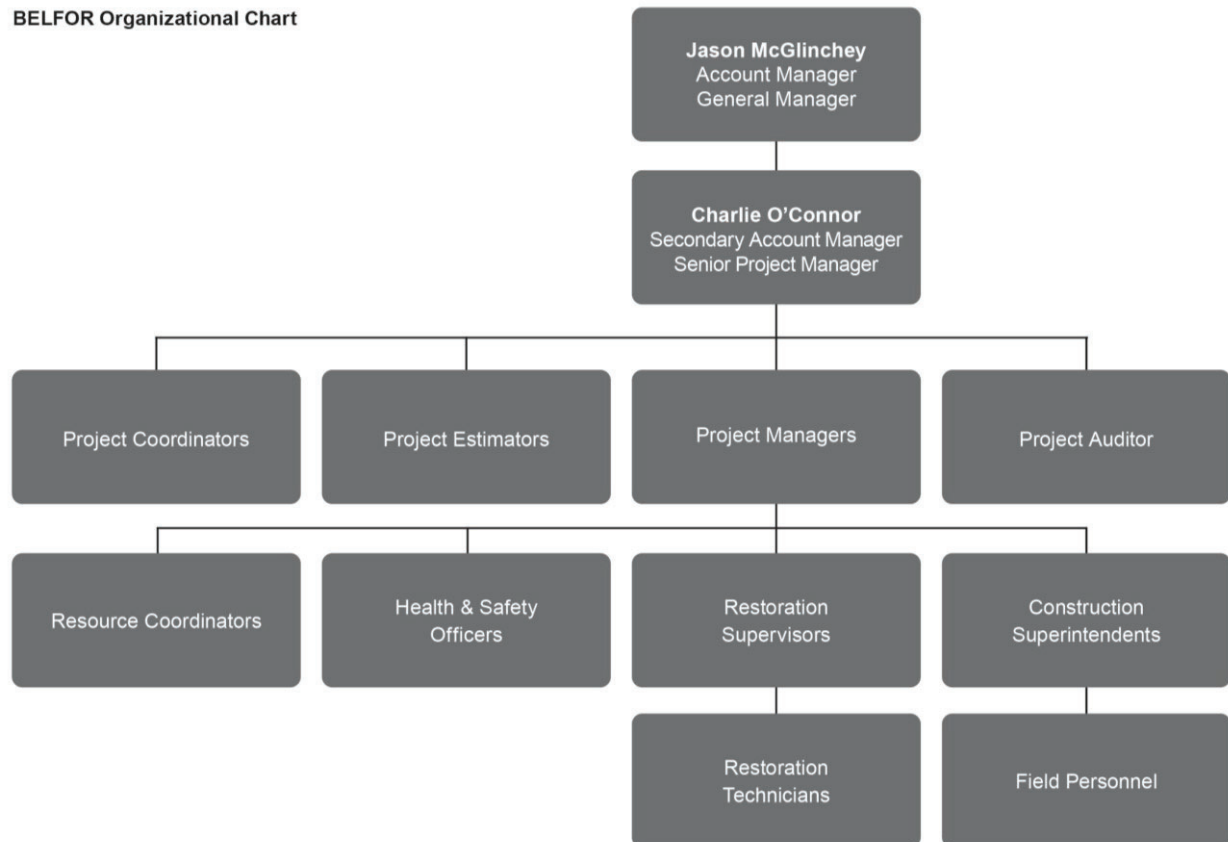 BELFOR Organizational Chart
Jason McGlinchey
Account Manager
General Manager
Charlie O’Connor
Secondary Account Manager
Senior Project Manager
Project Coordinators
Project Estimators
Project Managers
Project Auditor
Resource Coordinators
Health & Safety
Officers
Restoration
Supervisors
Construction
Superintendents
Restoration
Technicians
Field Personnel